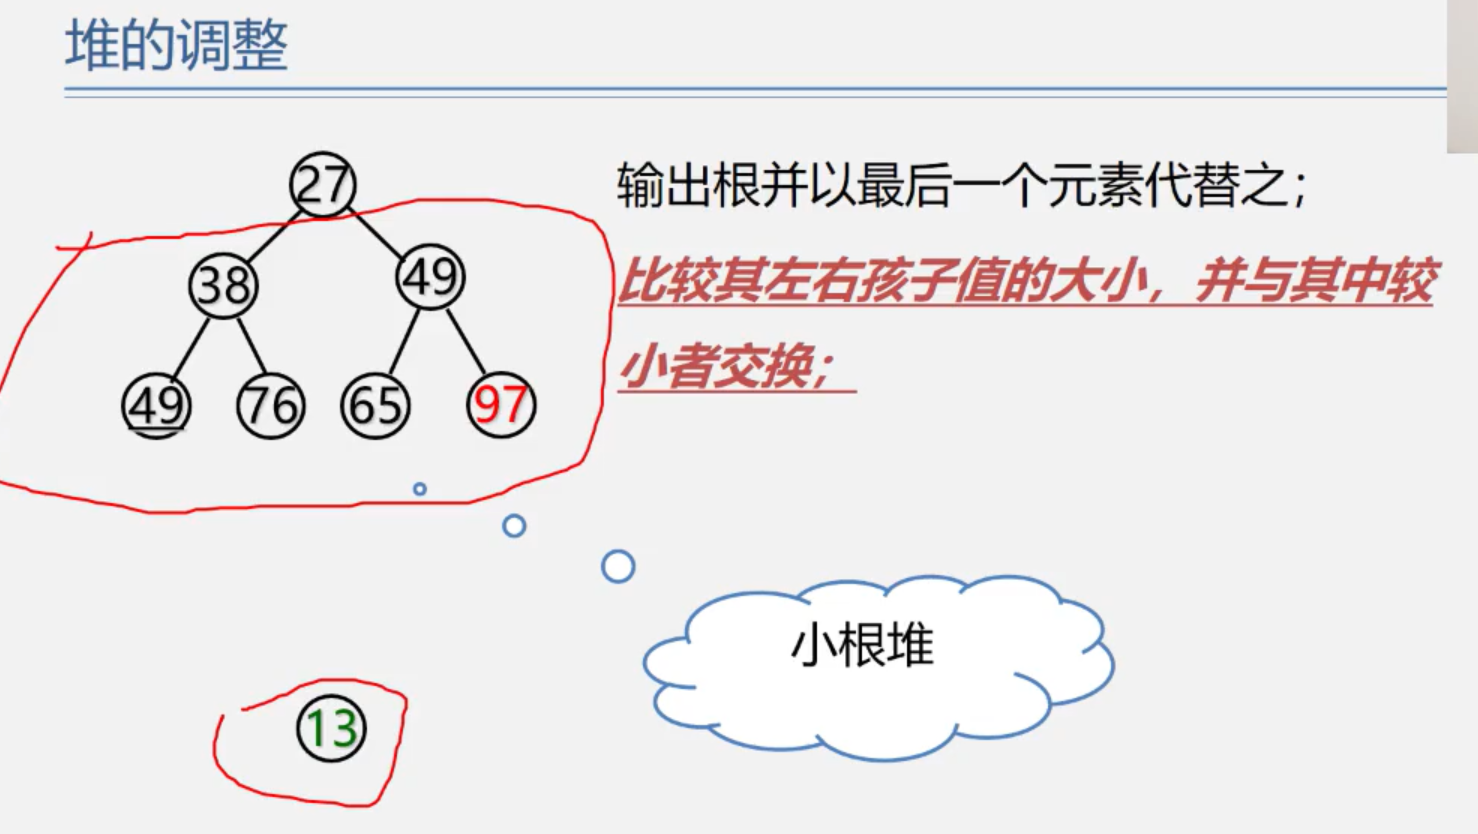 堆的调整
27
输出根并以最后一个元素代替之；
38 49
比较其左右孩子值的大小，并与其中较
小者交换；
49 76 65 97
小根堆
13